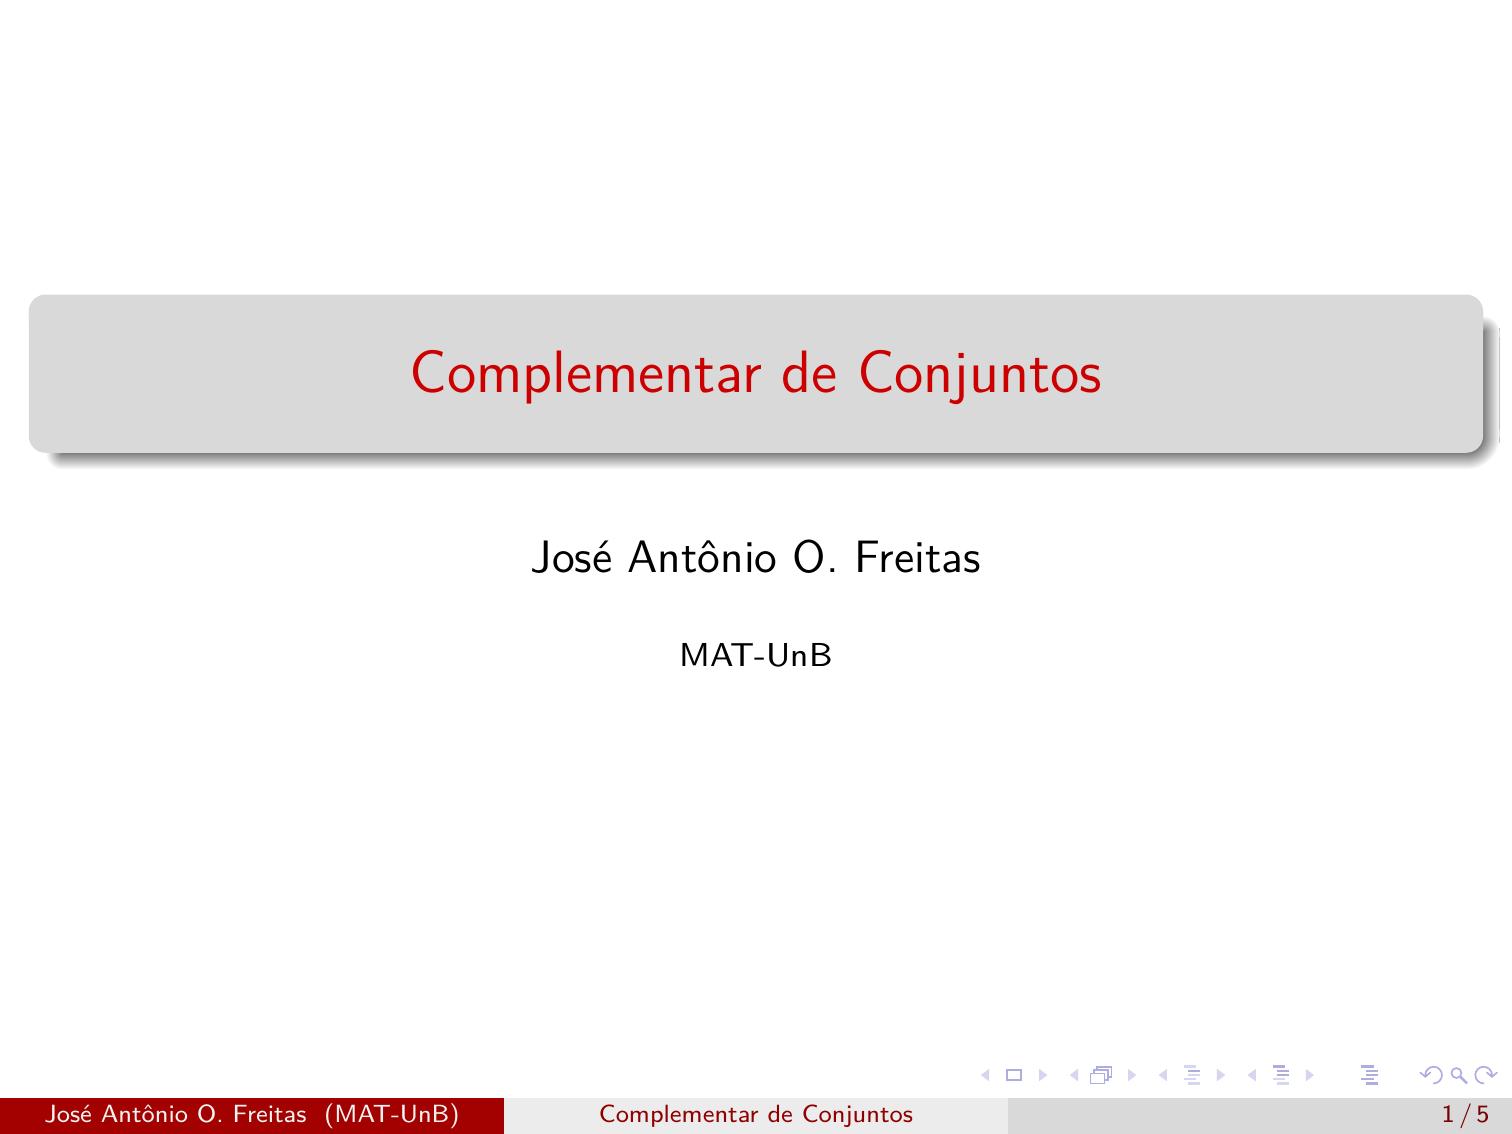 Complementar de Conjuntos
José Antônio O. Freitas
MAT-UnB
José Antônio O. Freitas (MAT-UnB) Complementar de Conjuntos 1 / 5